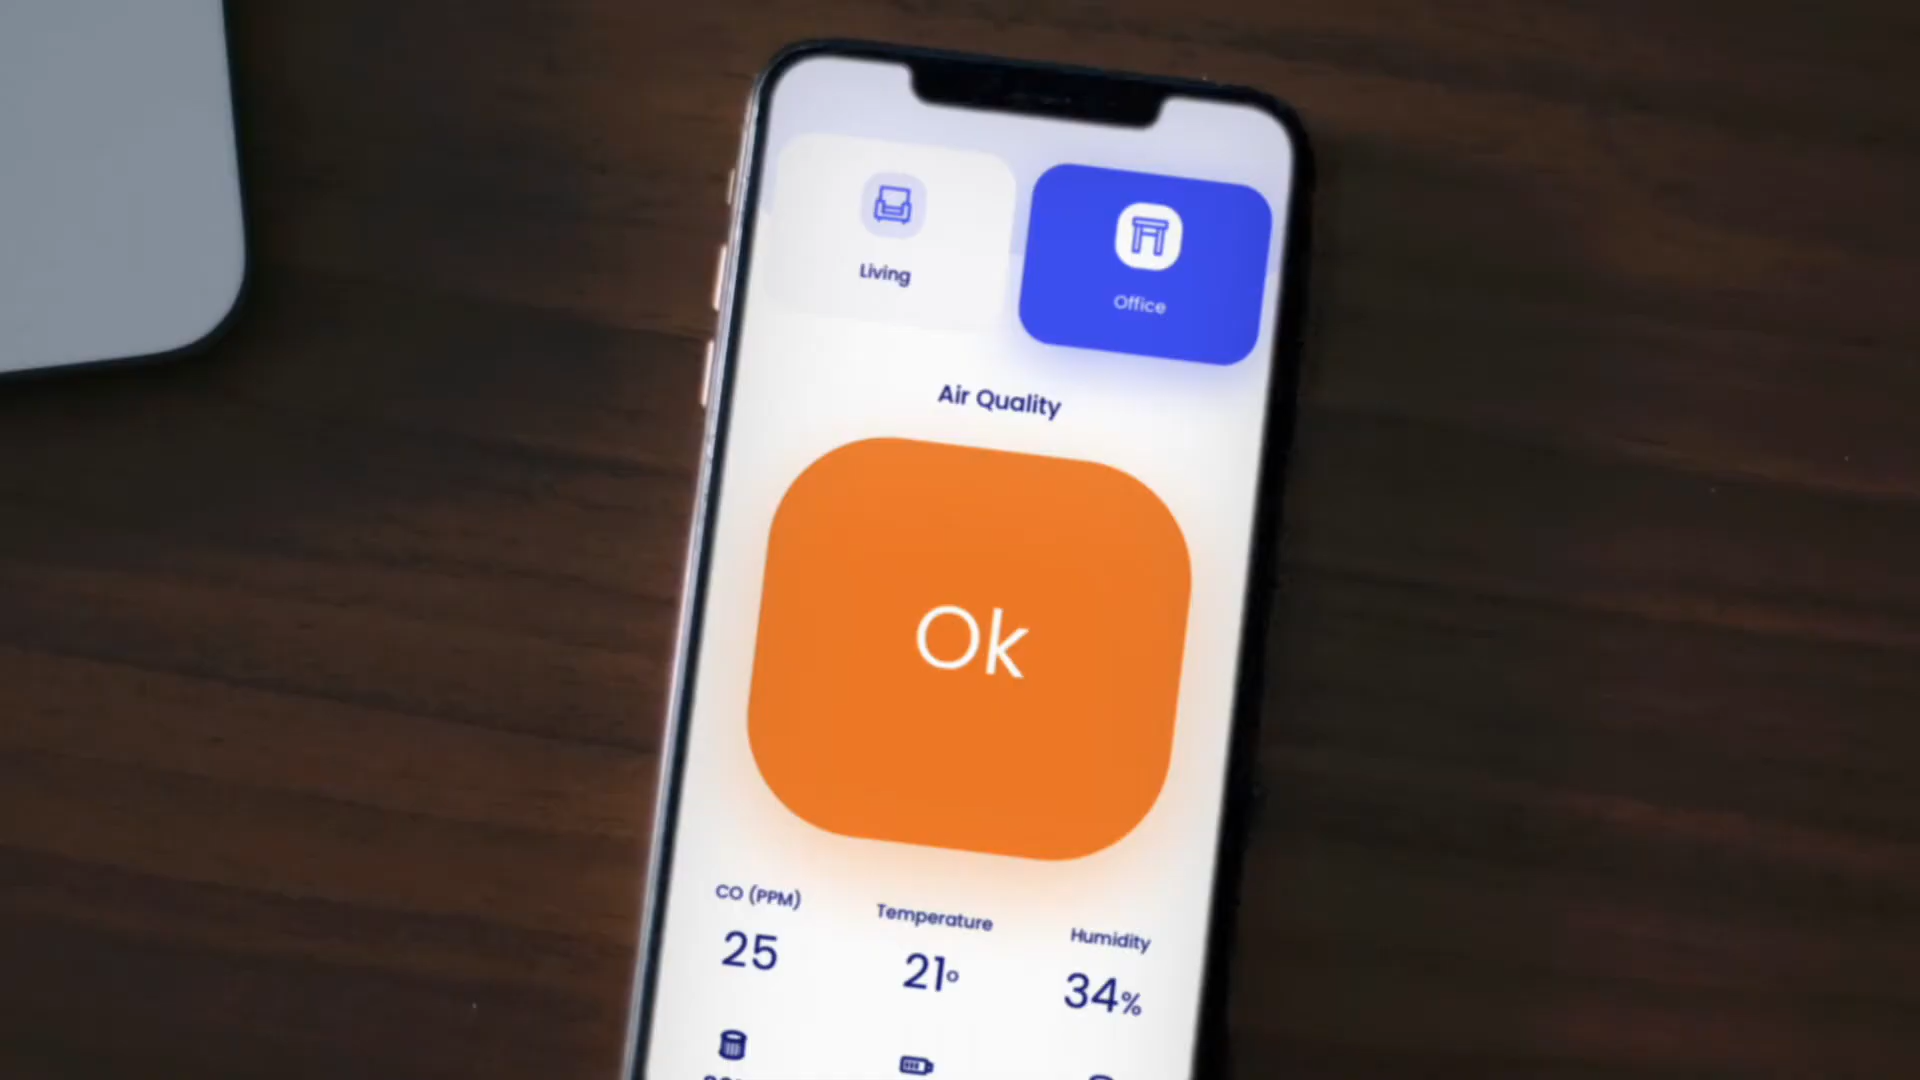 Living
Office
Air Quality
Ok
CO (PPM)
Temperature
Humidity
25
21°
34%